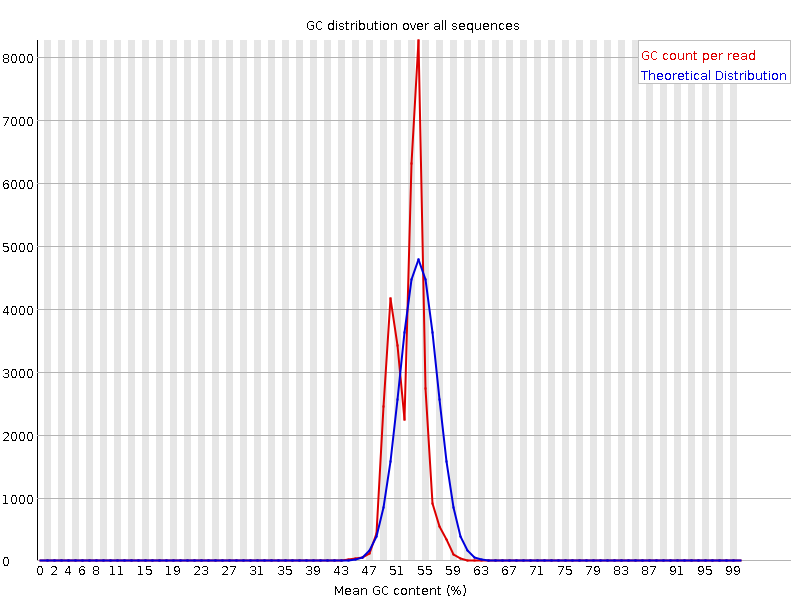 GC distribution over all sequences
GC count per read
Theoretical Distribution
8000
7000
6000
5000
4000
3000
2000
1000
0
0 2 4 6 8 11 15 19 23 27 31 35 39 43 47 51 55 59 63 67 71 75 79 83 87 91 95 99
Mean GC content (%)